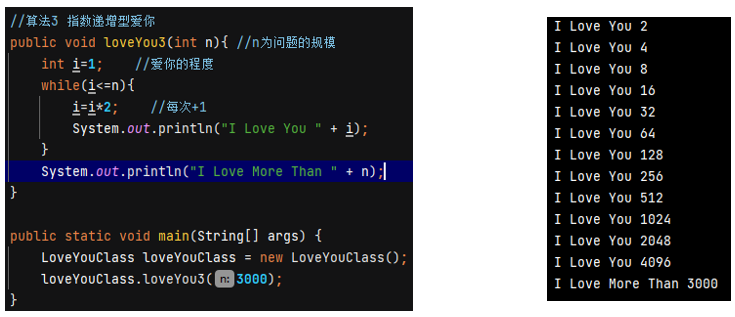 //算法3 指数递增型爱你
public void loveYou3(int n){ //n为问题的规模
int i=1; //爱你的程度
while(i<=n){
i=i*2; //每次+1
System.out.println("I Love You " + i);
}
System.out.println("I Love More Than " + n);
}
public static void main(String[] args) {
LoveYouClass loveYouClass = new LoveYouClass();
loveYouClass.loveYou3( n: 3000);
}
I Love You 2
I Love You 4
I Love You 8
I Love You 16
I Love You 32
I Love You 64
I Love You 128
I Love You 256
I Love You 512
I Love You 1024
I Love You 2048
I Love You 4096
I Love More Than 3000